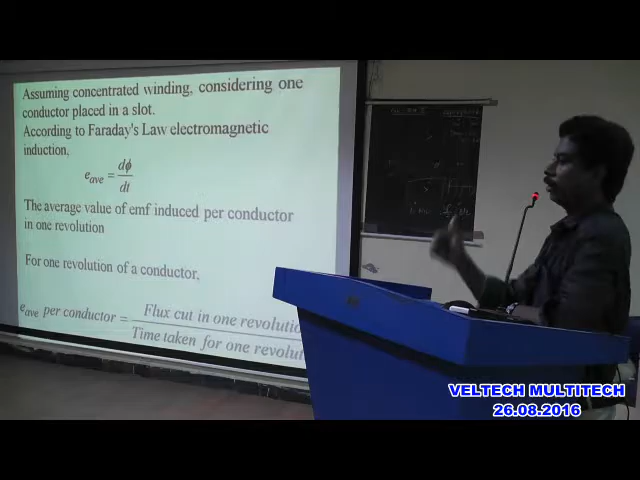 Assuming concentrated winding, considering one
conductor placed in a slot.
According to Faraday's Law electromagnetic
induction,
e_ave = dϕ/dt
The average value of emf induced per conductor
in one revolution
For one revolution of a conductor,
e_ave per conductor = Flux cut in one
Time taken for one
VELTECH MULTITECH
26.08.2016